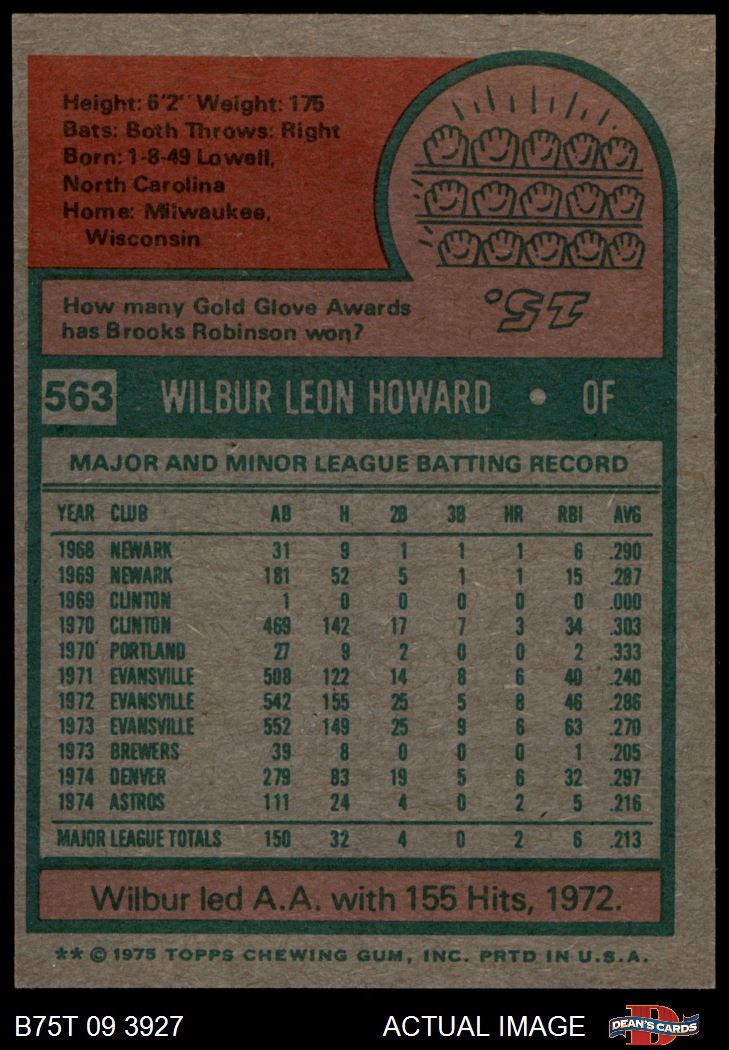 Height: 6'2" Weight: 175
Bats: Both Throws: Right
Born: 1-8-49 Lowell,
North Carolina
Home: Milwaukee,
Wisconsin
How many Gold Glove Awards
has Brooks Robinson won?
15.
563 WILBUR LEON HOWARD • OF
MAJOR AND MINOR LEAGUE BATTING RECORD
YEAR CLUB AB H 2B 3B HR RBI AVG
1968 NEWARK 31 9 1 1 1 6 .290
1969 NEWARK 181 52 5 1 1 15 .287
1969 CLINTON 1 0 0 0 0 0 .000
1970 CLINTON 469 142 17 7 3 34 .303
1970 PORTLAND 27 9 2 0 0 2 .333
1971 EVANSVILLE 508 122 14 8 6 40 .240
1972 EVANSVILLE 542 155 25 5 8 46 .286
1973 EVANSVILLE 552 149 25 9 6 63 .270
1973 BREWERS 39 8 0 0 0 1 .205
1974 DENVER 279 83 19 5 6 32 .297
1974 ASTROS 111 24 4 0 2 5 .216
MAJOR LEAGUE TOTALS 150 32 4 0 2 6 .213
Wilbur led A.A. with 155 Hits, 1972.
** © 1975 TOPPS CHEWING GUM, INC. PRTD IN U.S.A.
B75T 09 3927 ACTUAL IMAGE D DEAN'S CARDS